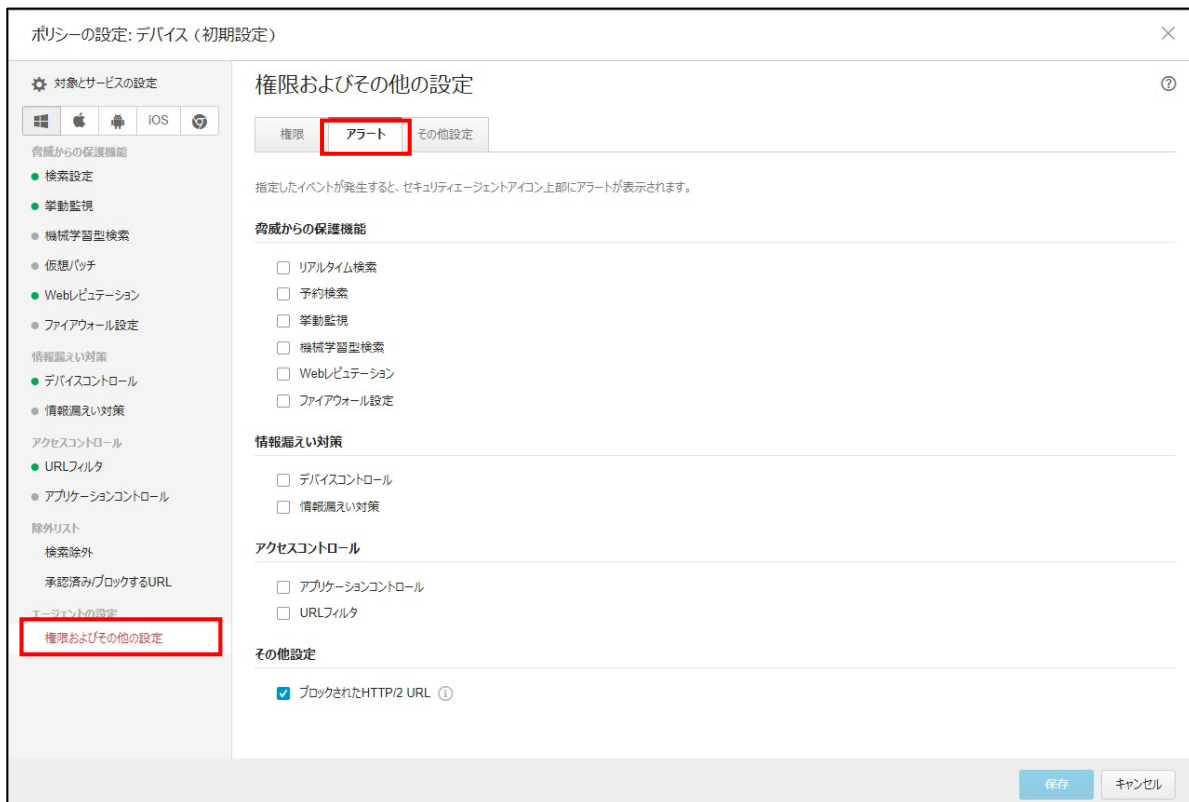 ポリシーの設定: デバイス (初期設定)
対象とサービスの設定
iOS
脅威からの保護機能
検索設定
挙動監視
機械学習型検索
仮想パッチ
Webレピュテーション
ファイアウォール設定
情報漏えい対策
デバイスコントロール
情報漏えい対策
アクセスコントロール
URLフィルタ
アプリケーションコントロール
除外リスト
検索除外
承認済み/ブロックするURL
エージェントの設定
権限およびその他の設定
権限およびその他の設定
権限 アラート その他設定
指定したイベントが発生すると、セキュリティエージェントアイコン上部にアラートが表示されます。
脅威からの保護機能
リアルタイム検索
予約検索
挙動監視
機械学習型検索
Webレピュテーション
ファイアウォール設定
情報漏えい対策
デバイスコントロール
情報漏えい対策
アクセスコントロール
アプリケーションコントロール
URLフィルタ
その他設定
ブロックされたHTTP/2 URL
保存 キャンセル